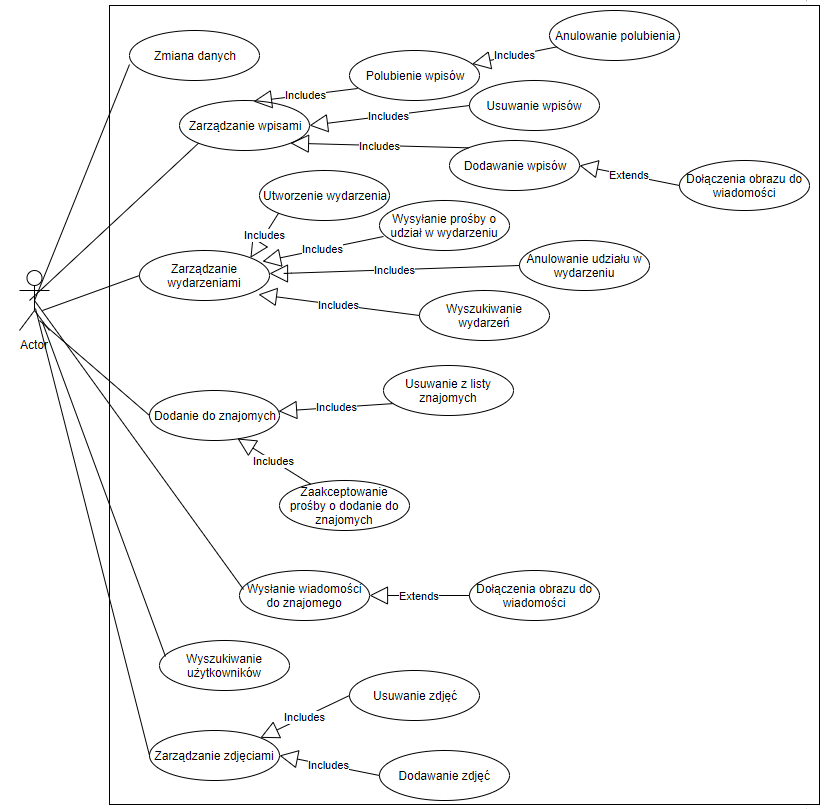 Anulowanie polubienia
Zmiana danych
Includes
Polubienie wpisów
Includes
Usuwanie wpisów
Includes
Zarządzanie wpisami
Includes
Dodawanie wpisów
Extends
Dołączenia obrazu do
wiadomości
Utworzenie wydarzenia
Wysyłanie prośby o
udział w wydarzeniu
Includes
Includes
Zarządzanie
wydarzeniami
Includes
Anulowanie udziału w
wydarzeniu
Includes
Wyszukiwanie
wydarzeń
Actor
Usuwanie z listy
znajomych
Includes
Dodanie do znajomych
Includes
Zaakceptowanie
prośby o dodanie do
znajomych
Wysłanie wiadomości
do znajomego
Extends
Dołączenia obrazu do
wiadomości
Wyszukiwanie
użytkowników
Usuwanie zdjęć
Includes
Zarządzanie zdjęciami
Includes
Dodawanie zdjęć